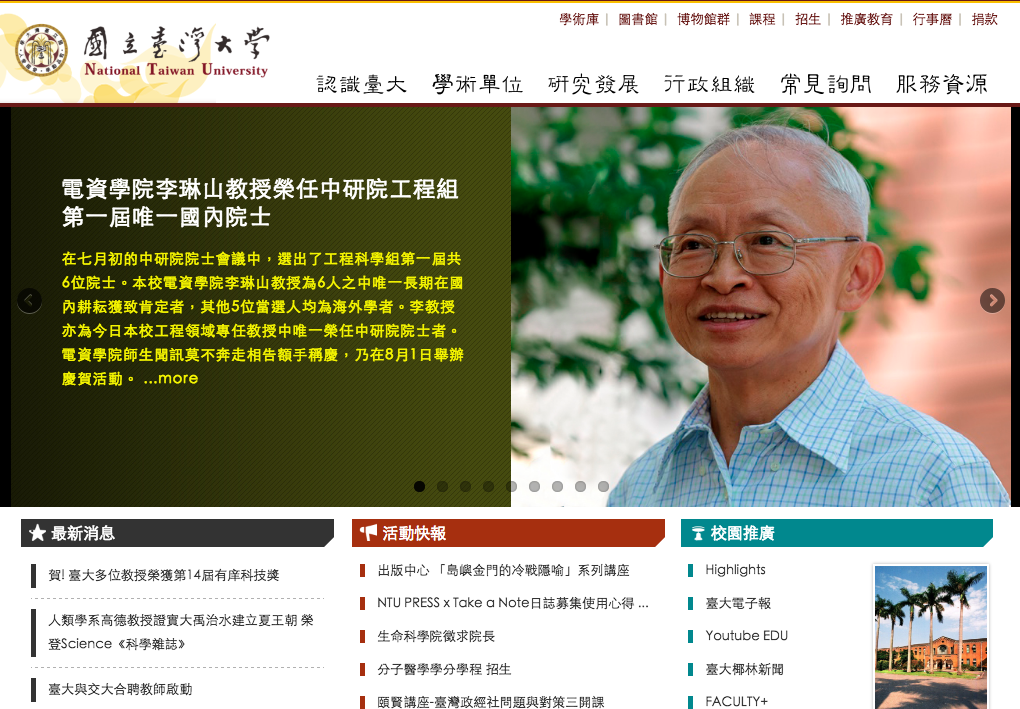 學術庫 | 圖書館 | 博物館群 | 課程 | 招生 | 推廣教育 | 行事曆 | 捐款
國立臺灣大學
National Taiwan University
認識臺大 學術單位 研究發展 行政組織 常見詢問 服務資源
電資學院李琳山教授榮任中研院工程組
第一屆唯一國內院士
在七月初的中研院院士會議中，選出了工程科學組第一屆共
6位院士。本校電資學院李琳山教授為6人之中唯一長期在國
內耕耘獲致肯定者，其他5位當選人均為海外學者。李教授
亦為今日本校工程領域專任教授中唯一榮任中研院院士者。
電資學院師生聞訊莫不奔走相告額手稱慶，乃在8月1日舉辦
慶賀活動。 ...more
最新消息
賀! 臺大多位教授榮獲第14屆有庠科技獎
人類學系高德教授證實大禹治水建立夏王朝 榮
登Science《科學雜誌》
臺大與交大合聘教師啟動
活動快報
出版中心 「島嶼金門的冷戰隱喻」系列講座
NTU PRESS x Take a Note日誌募集使用心得 ...
生命科學院徵求院長
分子醫學學分學程 招生
頤賢講座-臺灣政經社問題與對策三開課
校園推廣
Highlights
臺大電子報
Youtube EDU
臺大椰林新聞
FACULTY+